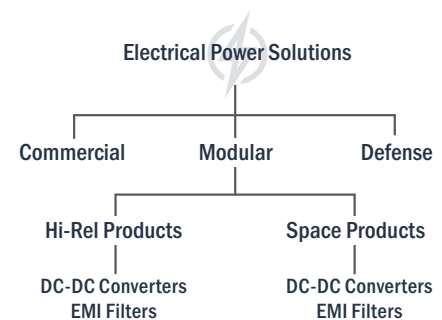 Electrical Power Solutions
Commercial
Modular
Defense
Hi-Rel Products
Space Products
DC-DC Converters
EMI Filters
DC-DC Converters
EMI Filters